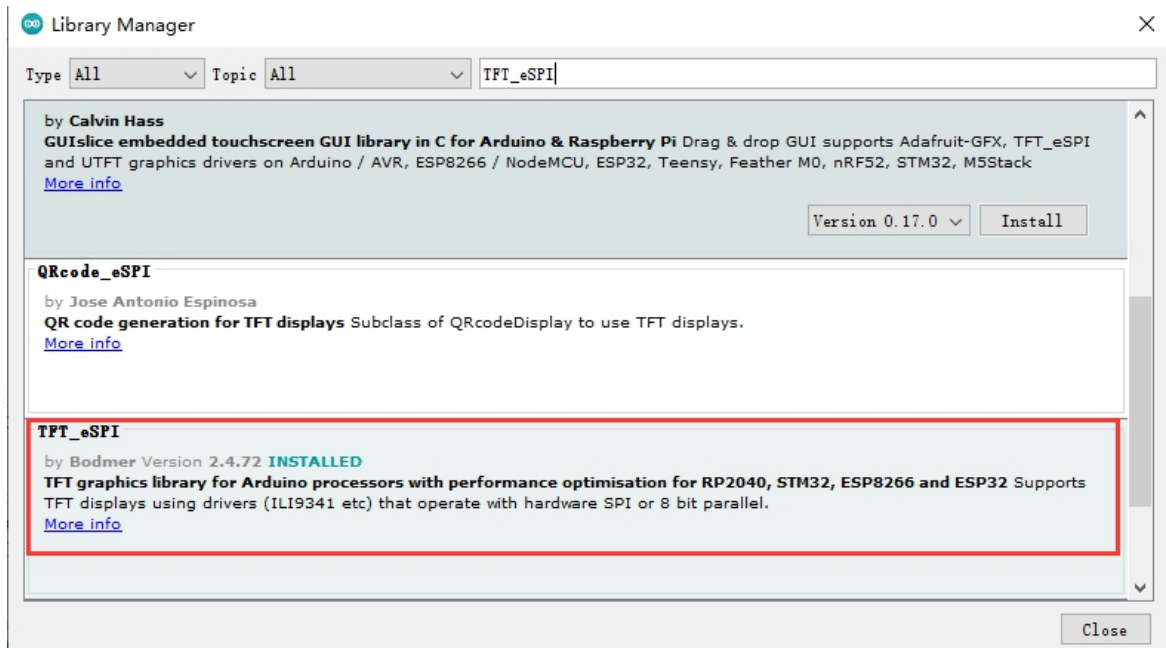 Library Manager
Type All Topic All TFT_eSPI
by Calvin Hass
GUIslice embedded touchscreen GUI library in C for Arduino & Raspberry Pi Drag & drop GUI supports Adafruit-GFX, TFT_eSPI
and UTFT graphics drivers on Arduino / AVR, ESP8266 / NodeMCU, ESP32, Teensy, Feather M0, nRF52, STM32, M5Stack
More info
Version 0.17.0 Install
QRcode_eSPI
by Jose Antonio Espinosa
QR code generation for TFT displays Subclass of QRcodeDisplay to use TFT displays.
More info
TFT_eSPI
by Bodmer Version 2.4.72 INSTALLED
TFT graphics library for Arduino processors with performance optimisation for RP2040, STM32, ESP8266 and ESP32 Supports
TFT displays using drivers (ILI9341 etc) that operate with hardware SPI or 8 bit parallel.
More info
Close